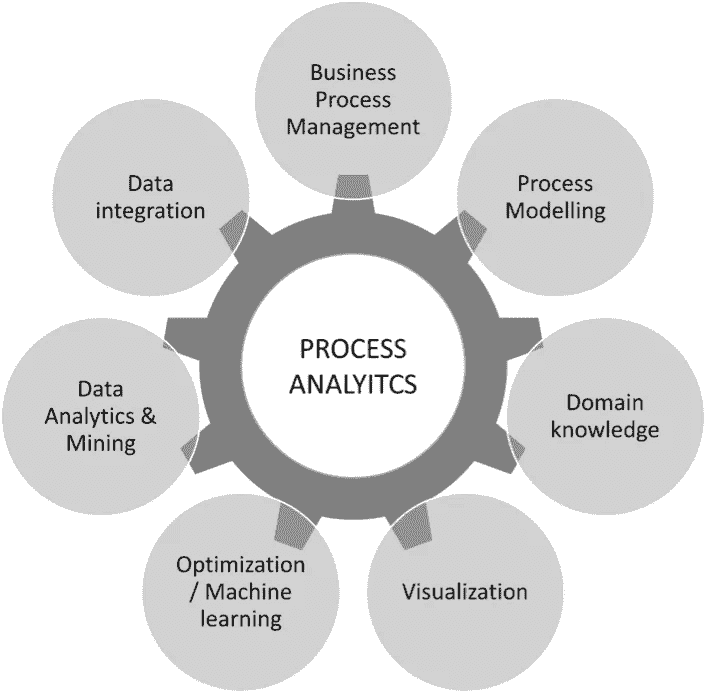 Business
Process
Management
Process
Modelling
Domain
knowledge
Visualization
Optimization
/ Machine
learning
Data
Analytics &
Mining
Data
integration
PROCESS
ANALYITCS